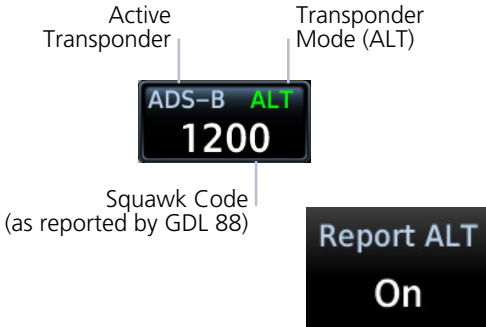 Active
Transponder
Transponder
Mode (ALT)
ADS-B ALT
1200
Squawk Code
(as reported by GDL 88)
Report ALT
On